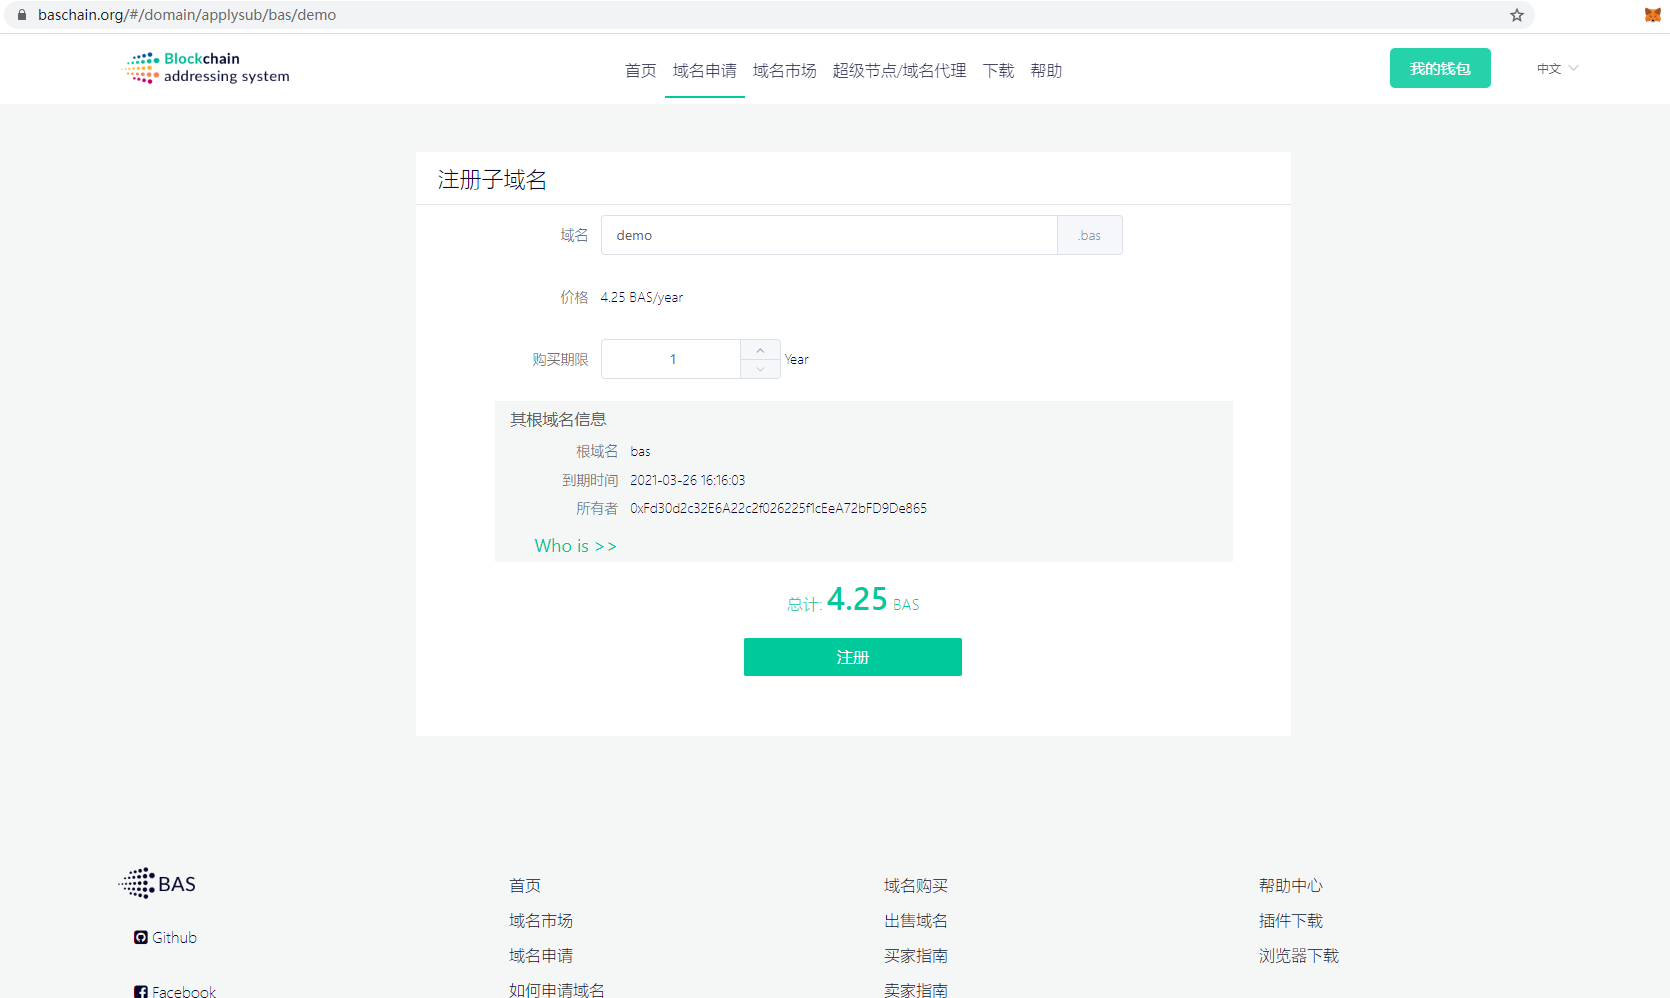 baschain.org/#/domain/applysub/bas/demo
Blockchain
addressing system
首页 域名申请 域名市场 超级节点/域名代理 下载 帮助
我的钱包
中文
注册子域名
域名 demo .bas
价格 4.25 BAS/year
购买期限 1 Year
其根域名信息
根域名 bas
到期时间 2021-03-26 16:16:03
所有者 0xFd30d2c32E6A22c2f026225f1cEeA72bFD9De865
Who is >>
总计: 4.25 BAS
注册
BAS
Github
Facebook
首页
域名市场
域名申请
如何申请域名
域名购买
出售域名
买家指南
卖家指南
帮助中心
插件下载
浏览器下载